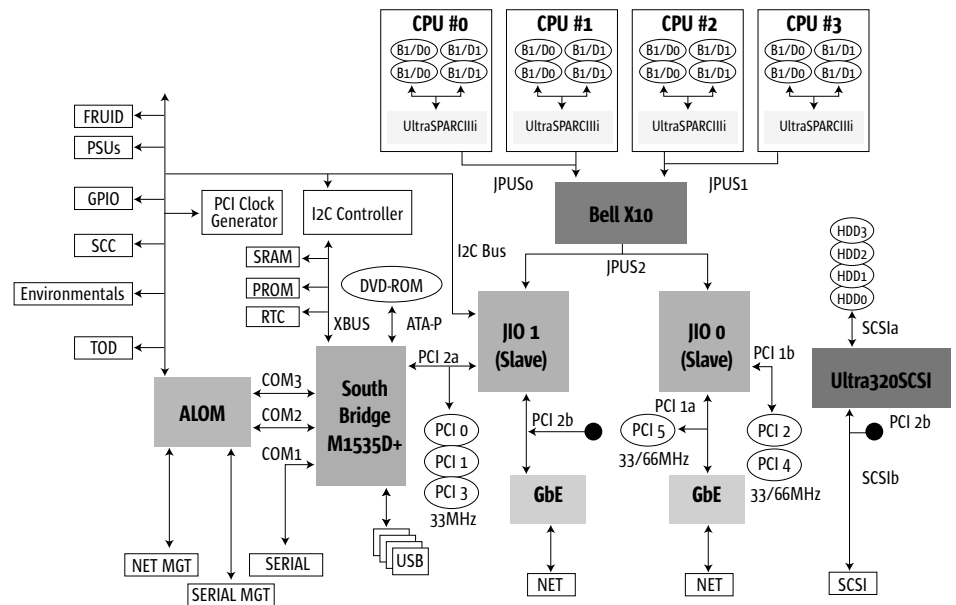 CPU #0
B1/D0
B1/D1
B1/D0
B1/D1
UltraSPARCIIIi
CPU #1
B1/D0
B1/D1
B1/D0
B1/D1
UltraSPARCIIIi
CPU #2
B1/D0
B1/D1
B1/D0
B1/D1
UltraSPARCIIIi
CPU #3
B1/D0
B1/D1
B1/D0
B1/D1
UltraSPARCIIIi
JPUS0
JPUS1
Bell X10
JPUS2
FRUID
PSUs
GPIO
SCC
Environmentals
TOD
PCI Clock
Generator
I2C Controller
I2C Bus
SRAM
PROM
RTC
XBUS
DVD-ROM
ATA-P
HDD3
HDD2
HDD1
HDD0
SCSIa
JIO 1
(Slave)
JIO 0
(Slave)
Ultra320SCSI
PCI 2a
PCI 1b
ALOM
COM3
COM2
COM1
South
Bridge
M1535D+
PCI 0
PCI 1
PCI 3
33MHz
PCI 2b
PCI 1a
PCI 5
33/66MHz
PCI 2
PCI 4
33/66MHz
PCI 2b
SCSIb
GbE
GbE
NET MGT
SERIAL MGT
SERIAL
USB
NET
NET
SCSI